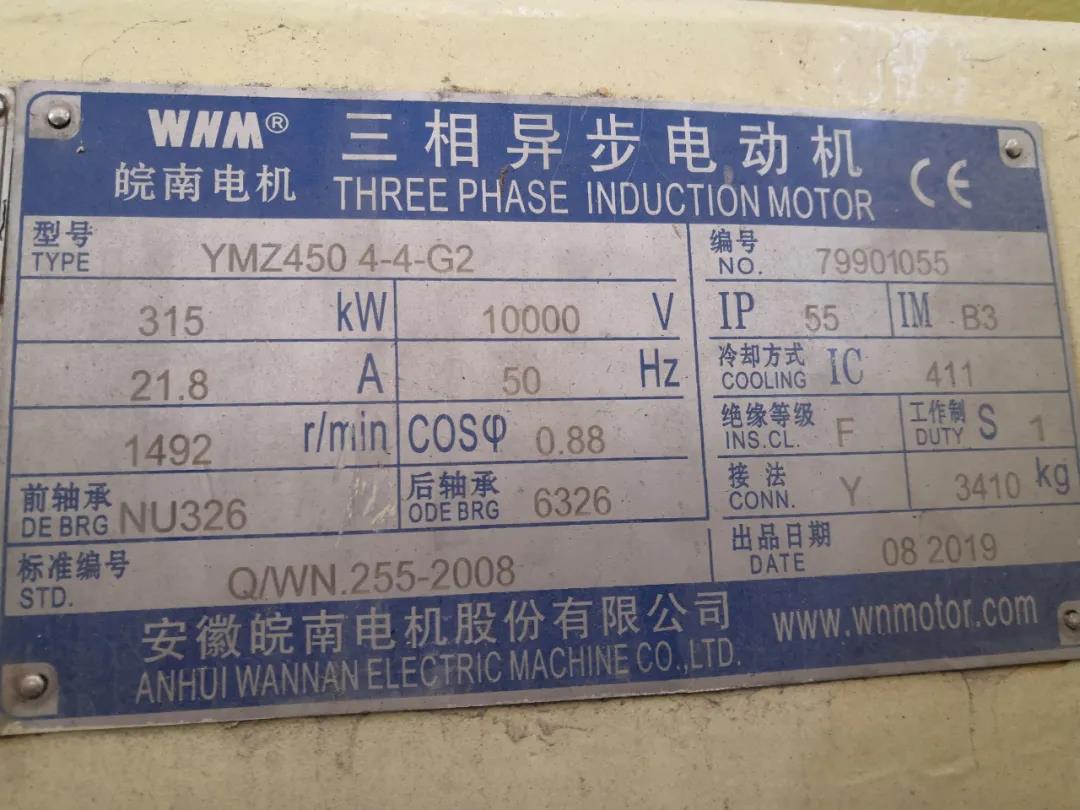 WNM® 三相异步电动机 CE
皖南电机 THREE PHASE INDUCTION MOTOR
型号 TYPE YMZ450 4-4-G2
编号 NO. 79901055
315 kW 10000 V
IP 55 IM B3
21.8 A 50 Hz
冷却方式 COOLING IC 411
1492 r/min COSφ 0.88
绝缘等级 INS.CL. F 工作制 DUTY S 1
前轴承 DE BRG NU326 后轴承 ODE BRG 6326
接法 CONN. Y 3410 kg
标准编号 STD. Q/WN.255-2008
出品日期 DATE 08 2019
安徽皖南电机股份有限公司 www.wnmotor.com
ANHUI WANNAN ELECTRIC MACHINE CO.,LTD.